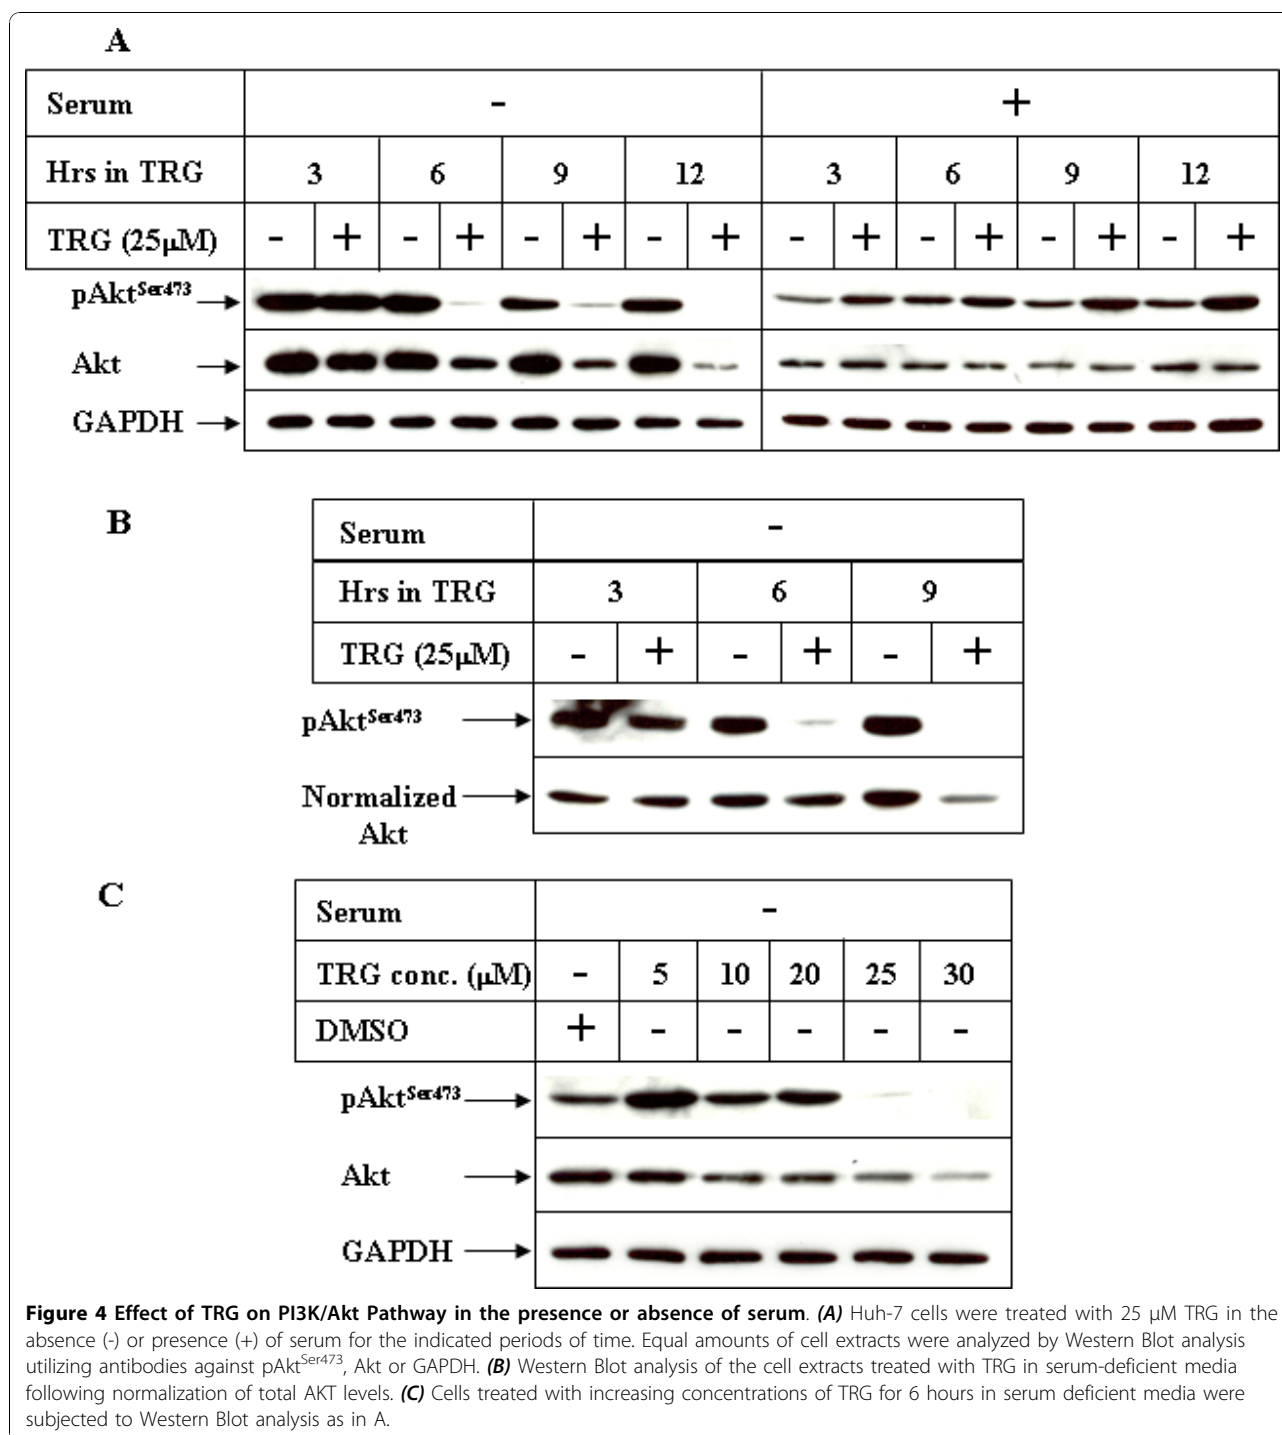 A
Serum - +
Hrs in TRG 3 6 9 12 3 6 9 12
TRG (25μM) - + - + - + - + - + - + - + - +
pAktSer473
Akt
GAPDH
B
Serum -
Hrs in TRG 3 6 9
TRG (25μM) - + - + - +
pAktSer473
Normalized
Akt
C
Serum -
TRG conc. (μM) - 5 10 20 25 30
DMSO + - - - - -
pAktSer473
Akt
GAPDH
Figure 4 Effect of TRG on PI3K/Akt Pathway in the presence or absence of serum. (A) Huh-7 cells were treated with 25 μM TRG in the
absence (-) or presence (+) of serum for the indicated periods of time. Equal amounts of cell extracts were analyzed by Western Blot analysis
utilizing antibodies against pAktSer473, Akt or GAPDH. (B) Western Blot analysis of the cell extracts treated with TRG in serum-deficient media
following normalization of total AKT levels. (C) Cells treated with increasing concentrations of TRG for 6 hours in serum deficient media were
subjected to Western Blot analysis as in A.